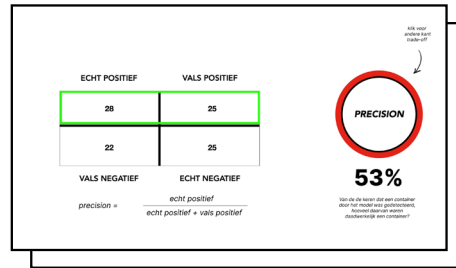 klik voor
andere kant
trade-off
ECHT POSITIEF VALS POSITIEF
28 25
22 25
VALS NEGATIEF ECHT NEGATIEF
precision = echt positief
echt positief + vals positief
PRECISION
53%
Van de de keren dat een container
door het model was gedetecteerd,
hoeveel daarvan waren
daadwerkelijk een container?